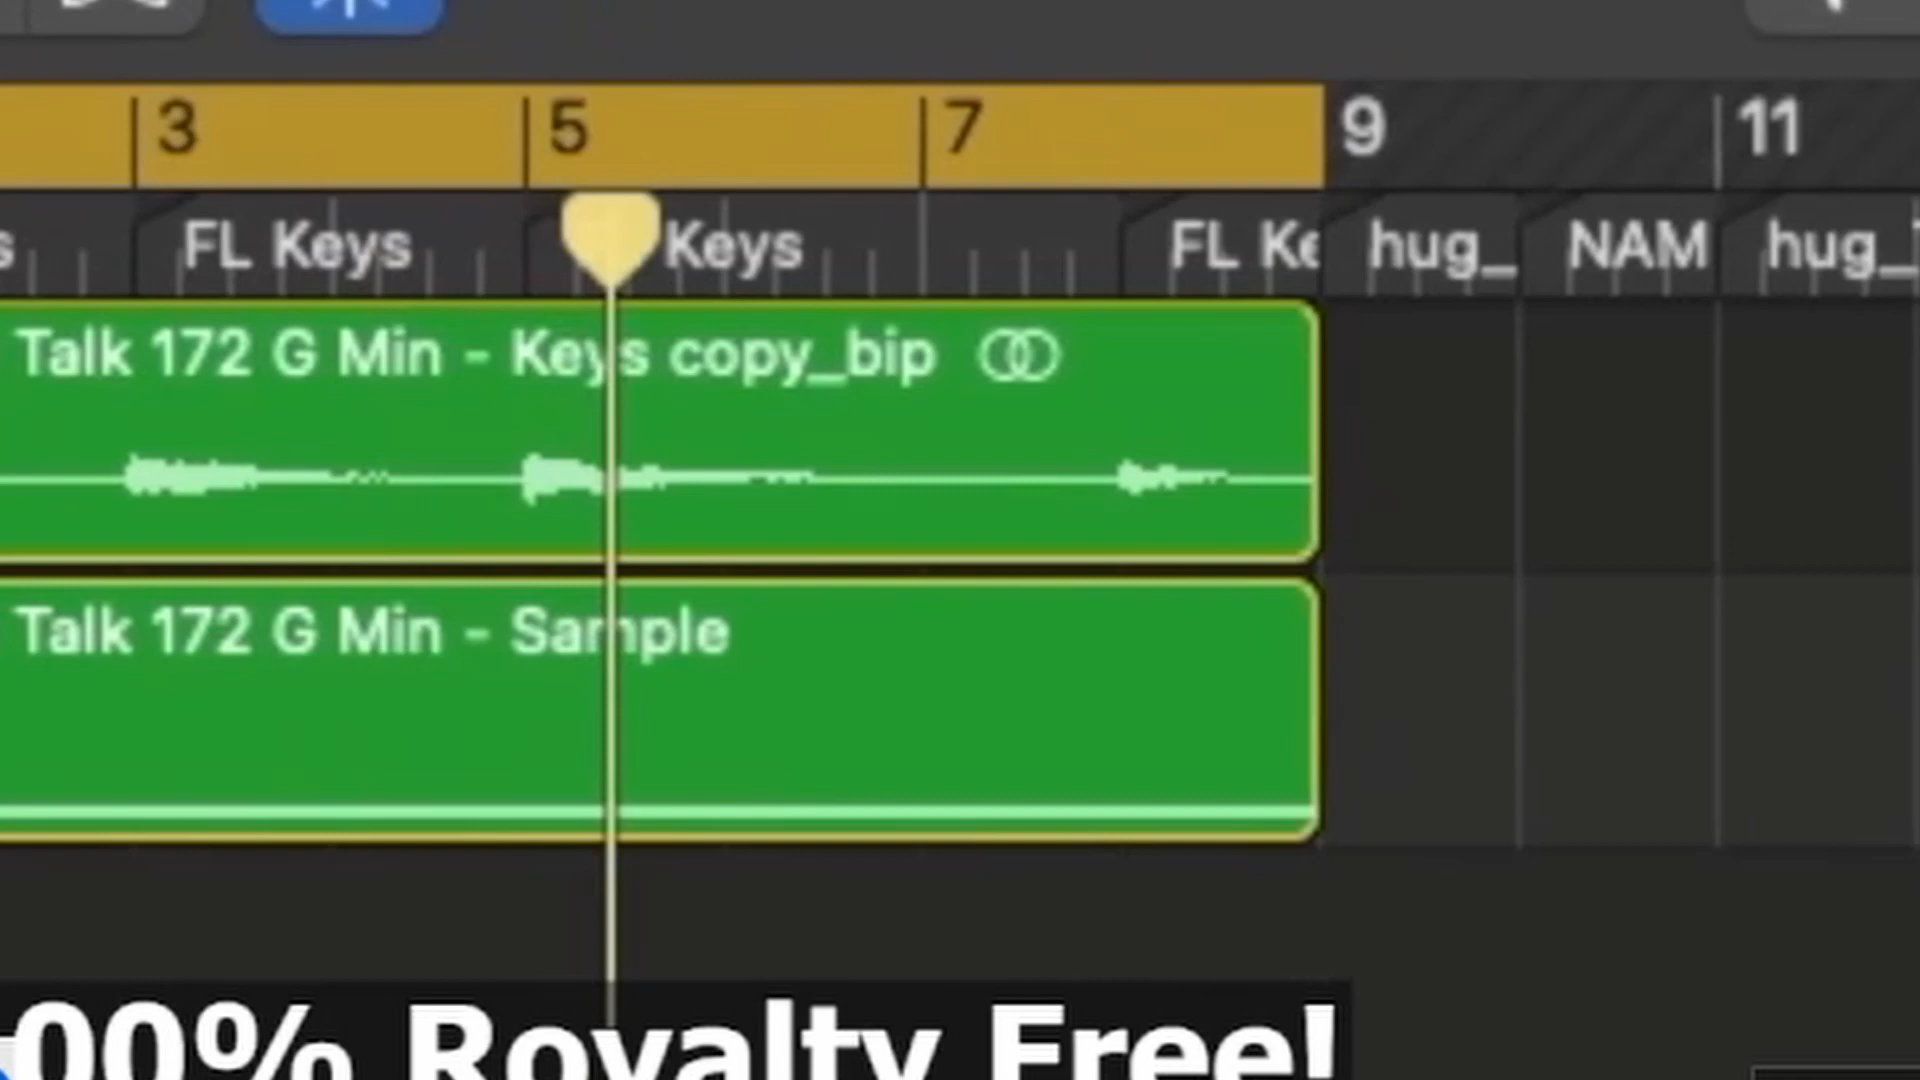 3 5 7 9 11
FL Keys Keys FL Ke hug_ NAM hug_
Talk 172 G Min - Keys copy_bip
Talk 172 G Min - Sample
00% Royalty Free!